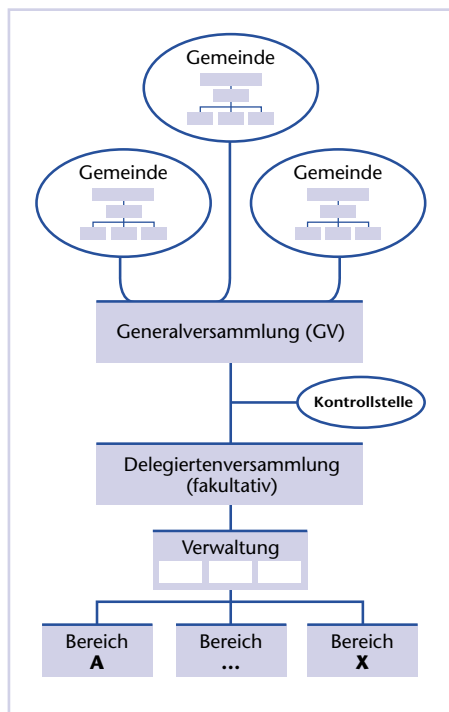 Gemeinde
Gemeinde
Gemeinde
Generalversammlung (GV)
Kontrollstelle
Delegiertenversammlung
(fakultativ)
Verwaltung
Bereich
A
Bereich
...
Bereich
X